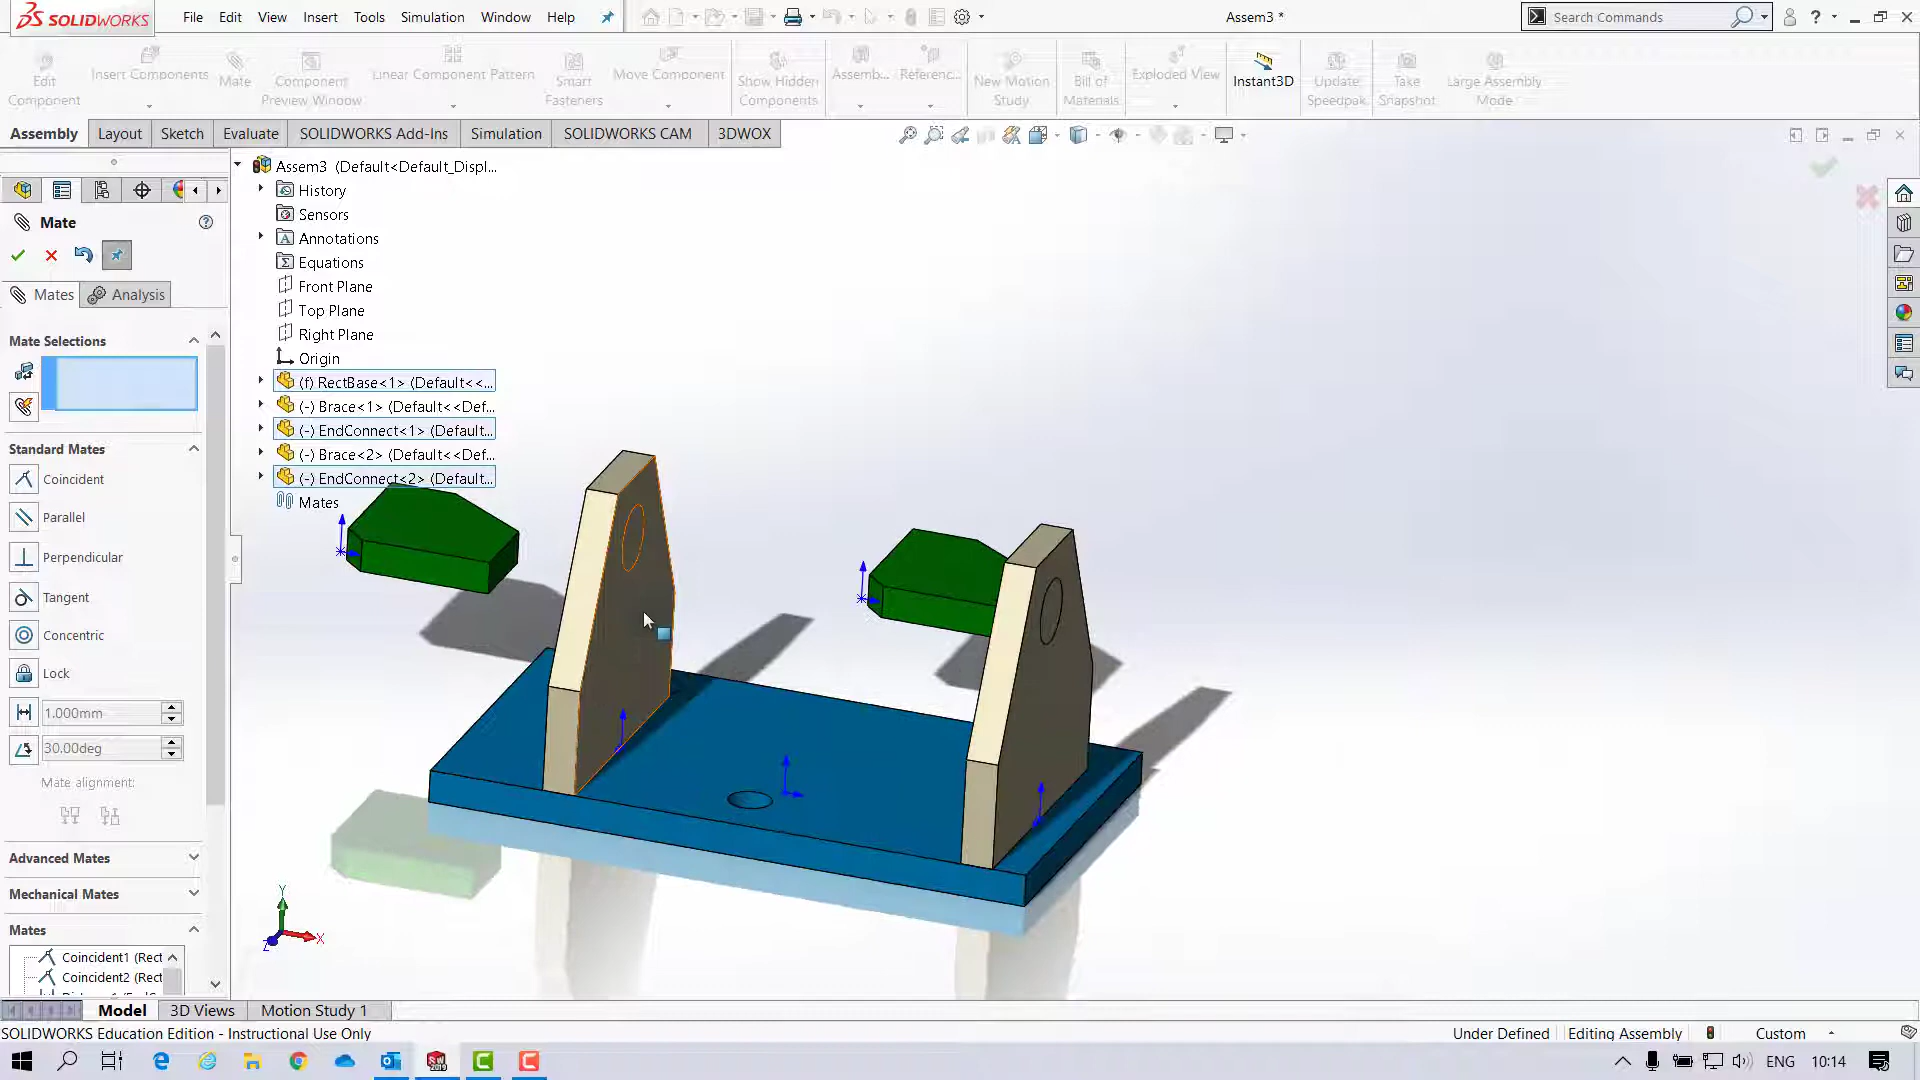 SOLIDWORKS
File Edit View Insert Tools Simulation Window Help
Assem3 *
Search Commands
Edit Component
Insert Components
Mate
Component Preview Window
Linear Component Pattern
Smart Fasteners
Move Component
Show Hidden Components
Assemb...
Referenc...
New Motion Study
Bill of Materials
Exploded View
Instant3D
Update Speedpak
Take Snapshot
Large Assembly Mode
Assembly Layout Sketch Evaluate SOLIDWORKS Add-Ins Simulation SOLIDWORKS CAM 3DWOX
Assem3 (Default<Default_Displ...
History
Sensors
Annotations
Equations
Front Plane
Top Plane
Right Plane
Origin
(f) RectBase<1> (Default<<...
(-) Brace<1> (Default<<Def...
(-) EndConnect<1> (Default...
(-) Brace<2> (Default<<Def...
(-) EndConnect<2> (Default...
Mates
Mate
Mates Analysis
Mate Selections
Standard Mates
Coincident
Parallel
Perpendicular
Tangent
Concentric
Lock
1.000mm
30.00deg
Mate alignment:
Advanced Mates
Mechanical Mates
Mates
Coincident1 (Rect
Coincident2 (Rect
Y
X
Z
Model 3D Views Motion Study 1
SOLIDWORKS Education Edition - Instructional Use Only
Under Defined Editing Assembly Custom
ENG 10:14